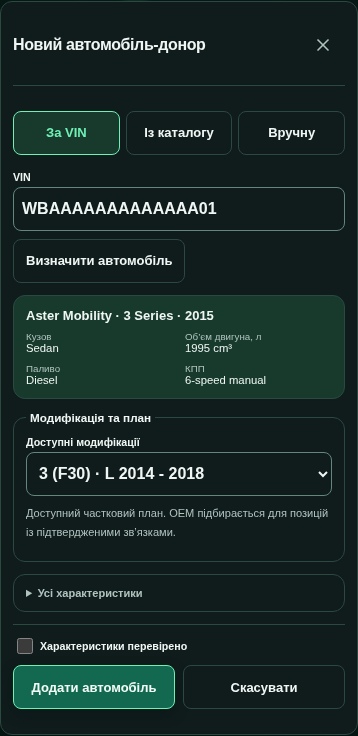 Новий автомобіль-донор
За VIN
Із каталогу
Вручну
VIN
WBAAAAAAAAAAAAA01
Визначити автомобіль
Aster Mobility · 3 Series · 2015
Кузов
Sedan
Об'єм двигуна, л
1995 cm³
Паливо
Diesel
КПП
6-speed manual
Модифікація та план
Доступні модифікації
3 (F30) · L 2014 - 2018
Доступний частковий план. OEM підбирається для позицій
із підтвердженими зв'язками.
Усі характеристики
Характеристики перевірено
Додати автомобіль
Скасувати